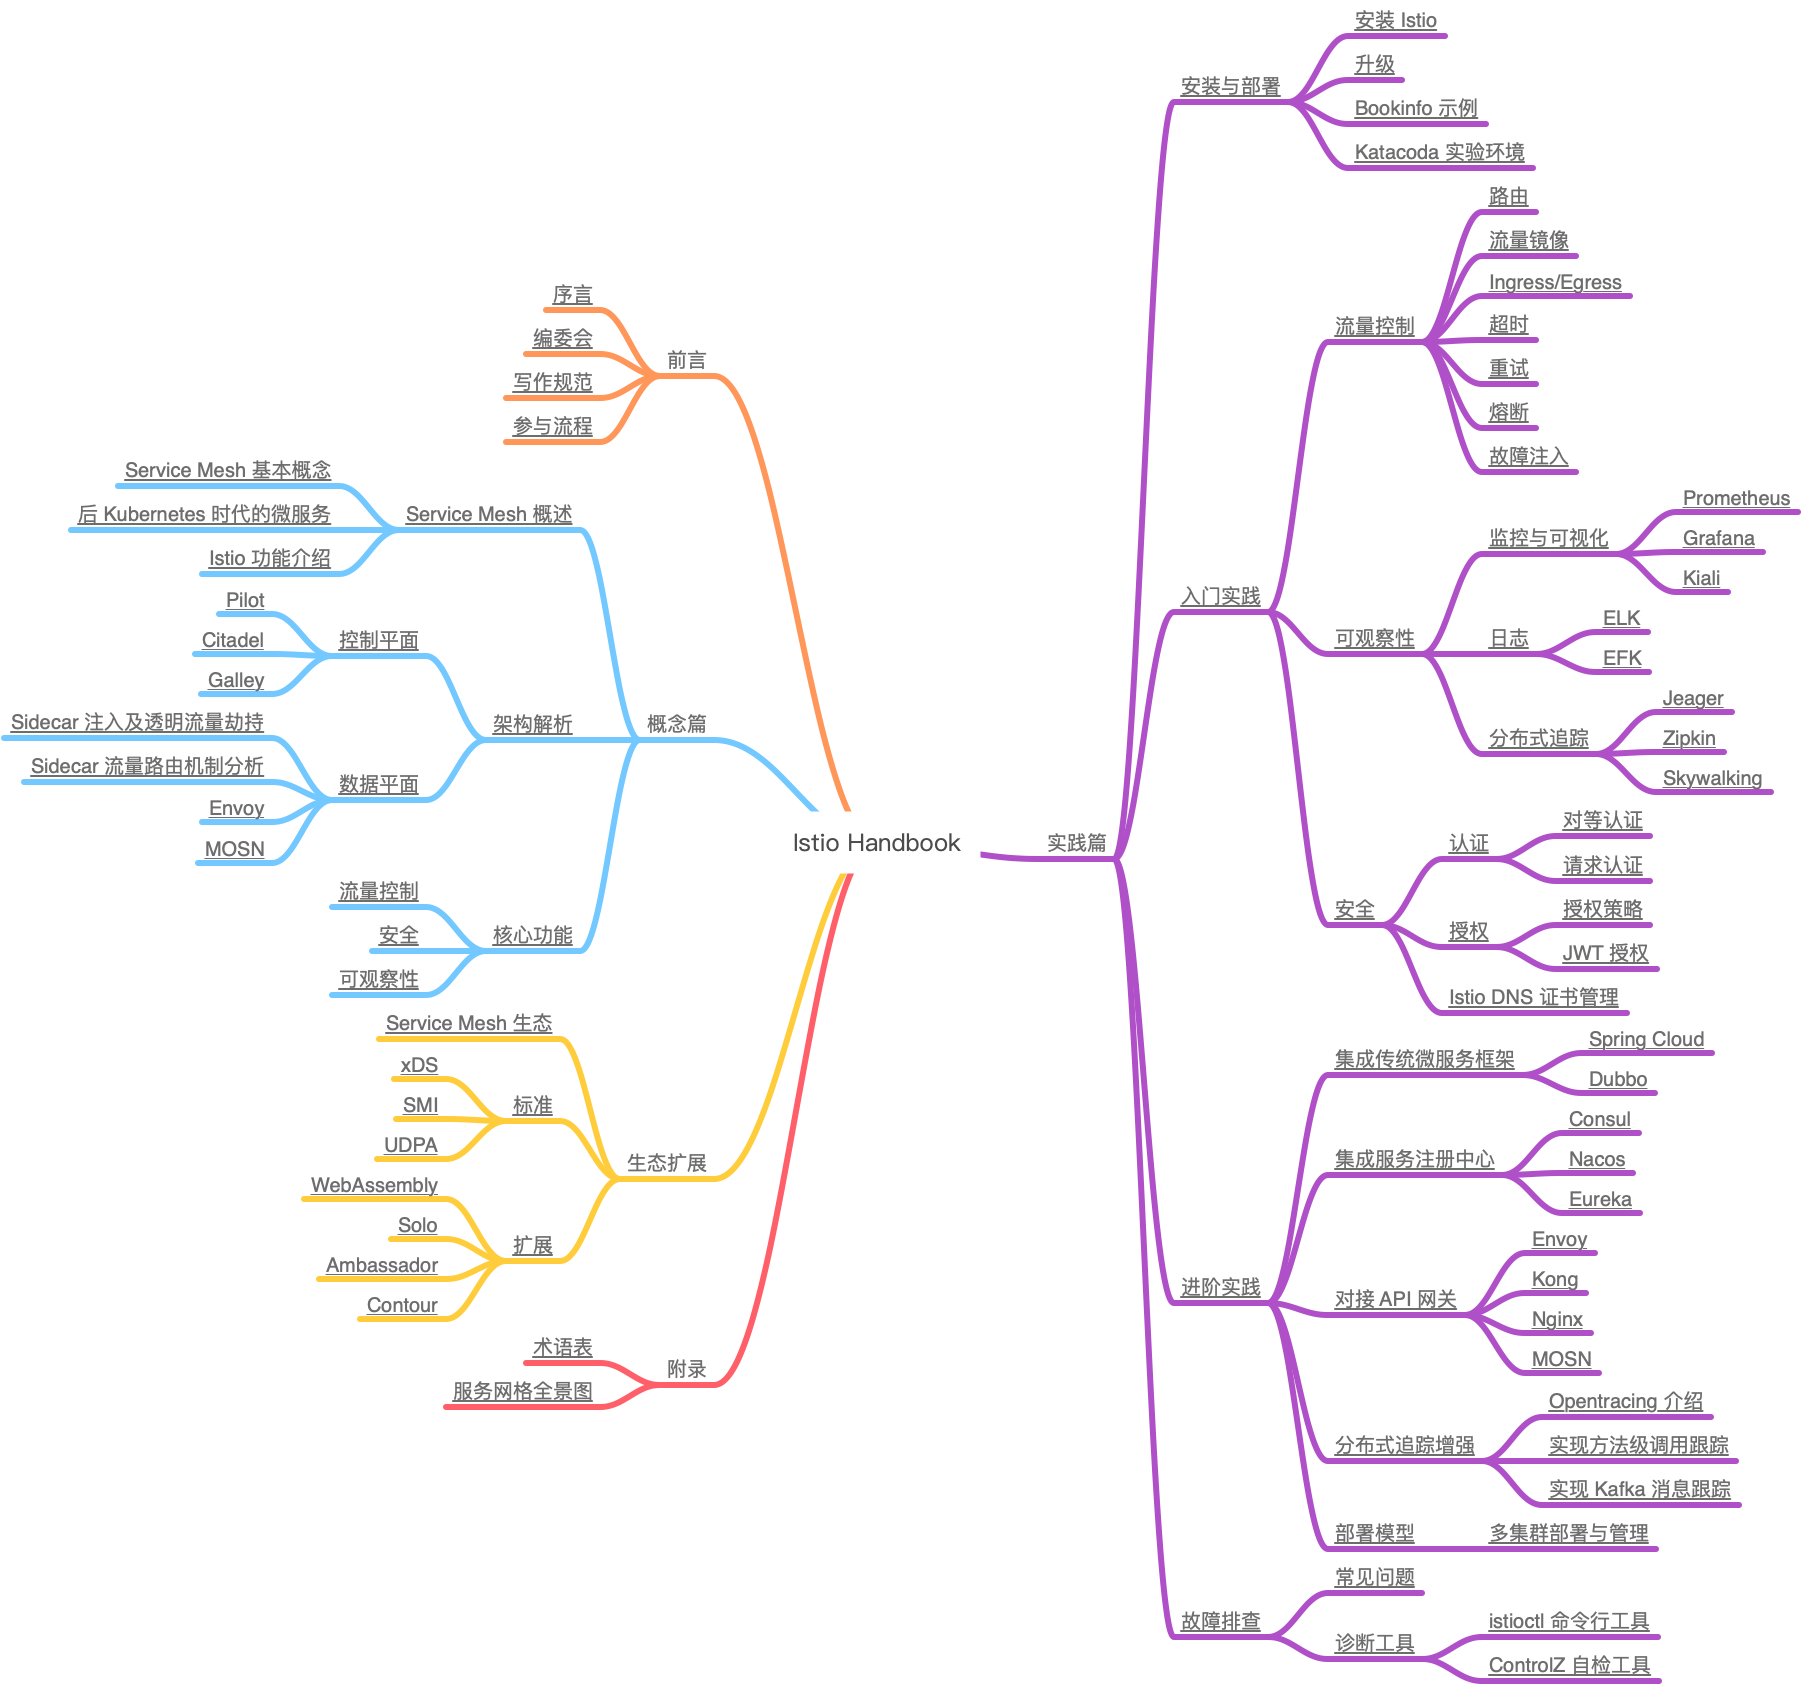 Istio Handbook
前言
序言
编委会
写作规范
参与流程
概念篇
Service Mesh 概述
Service Mesh 基本概念
后 Kubernetes 时代的微服务
Istio 功能介绍
架构解析
控制平面
Pilot
Citadel
Galley
数据平面
Sidecar 注入及透明流量劫持
Sidecar 流量路由机制分析
Envoy
MOSN
核心功能
流量控制
安全
可观察性
生态扩展
Service Mesh 生态
标准
xDS
SMI
UDPA
扩展
WebAssembly
Solo
Ambassador
Contour
附录
术语表
服务网格全景图
实践篇
安装与部署
安装 Istio
升级
Bookinfo 示例
Katacoda 实验环境
入门实践
流量控制
路由
流量镜像
Ingress/Egress
超时
重试
熔断
故障注入
可观察性
监控与可视化
Prometheus
Grafana
Kiali
日志
ELK
EFK
分布式追踪
Jeager
Zipkin
Skywalking
安全
认证
对等认证
请求认证
授权
授权策略
JWT 授权
Istio DNS 证书管理
进阶实践
集成传统微服务框架
Spring Cloud
Dubbo
集成服务注册中心
Consul
Nacos
Eureka
对接 API 网关
Envoy
Kong
Nginx
MOSN
分布式追踪增强
Opentracing 介绍
实现方法级调用跟踪
实现 Kafka 消息跟踪
部署模型
多集群部署与管理
故障排查
常见问题
诊断工具
istioctl 命令行工具
ControlZ 自检工具